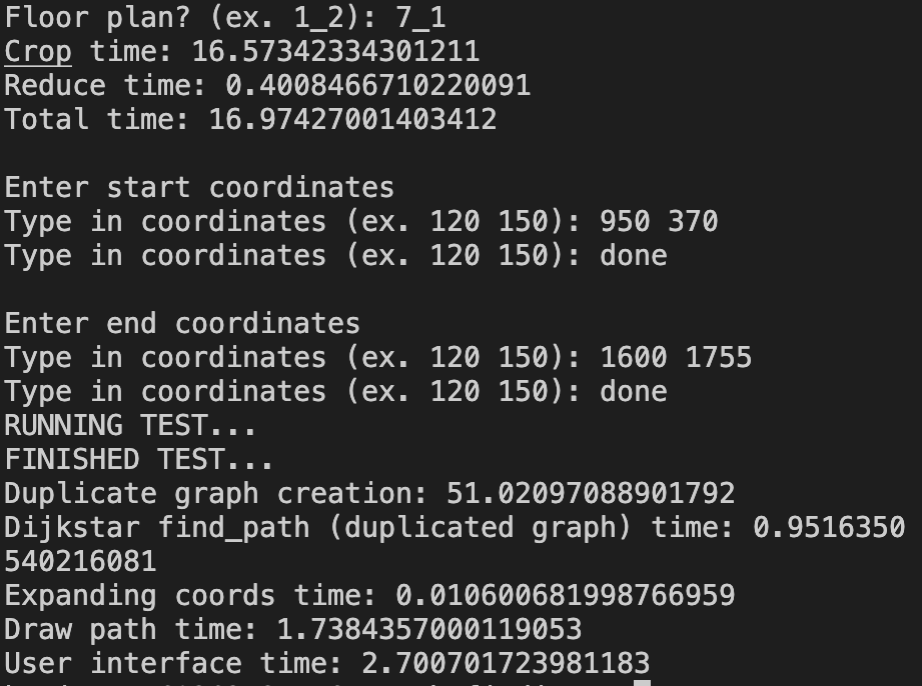 Floor plan? (ex. 1_2): 7_1
Crop time: 16.57342334301211
Reduce time: 0.4008466710220091
Total time: 16.97427001403412
Enter start coordinates
Type in coordinates (ex. 120 150): 950 370
Type in coordinates (ex. 120 150): done
Enter end coordinates
Type in coordinates (ex. 120 150): 1600 1755
Type in coordinates (ex. 120 150): done
RUNNING TEST...
FINISHED TEST...
Duplicate graph creation: 51.02097088901792
Dijkstar find_path (duplicated graph) time: 0.9516350
540216081
Expanding coords time: 0.010600681998766959
Draw path time: 1.7384357000119053
User interface time: 2.700701723981183